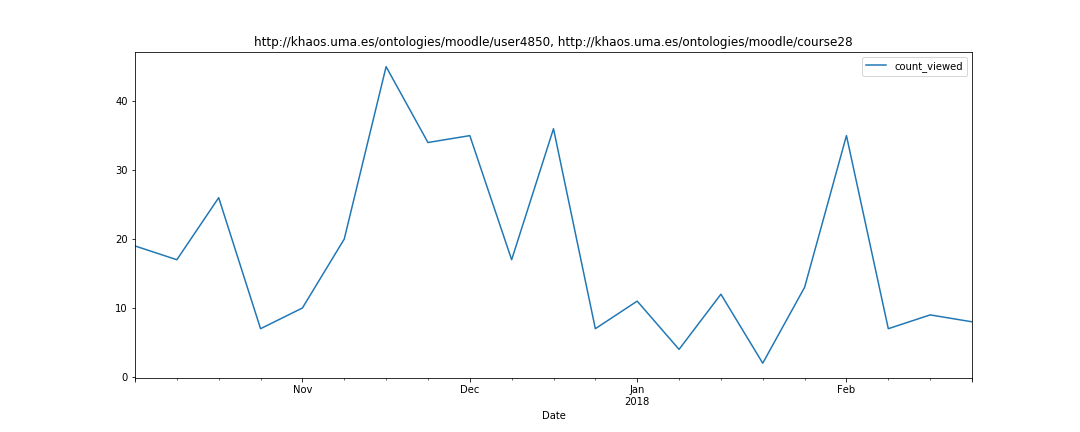 http://khaos.uma.es/ontologies/moodle/user4850, http://khaos.uma.es/ontologies/moodle/course28
count_viewed
40
30
20
10
0
Nov
Dec
Jan
2018
Feb
Date